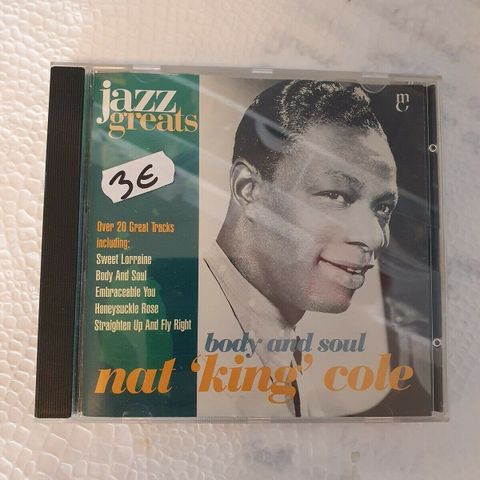 jazz
greats
mc
3€
Over 20 Great Tracks
including:
Sweet Lorraine
Body And Soul
Embraceable You
Honeysuckle Rose
Straighten Up And Fly Right
body and soul
nat 'king' cole